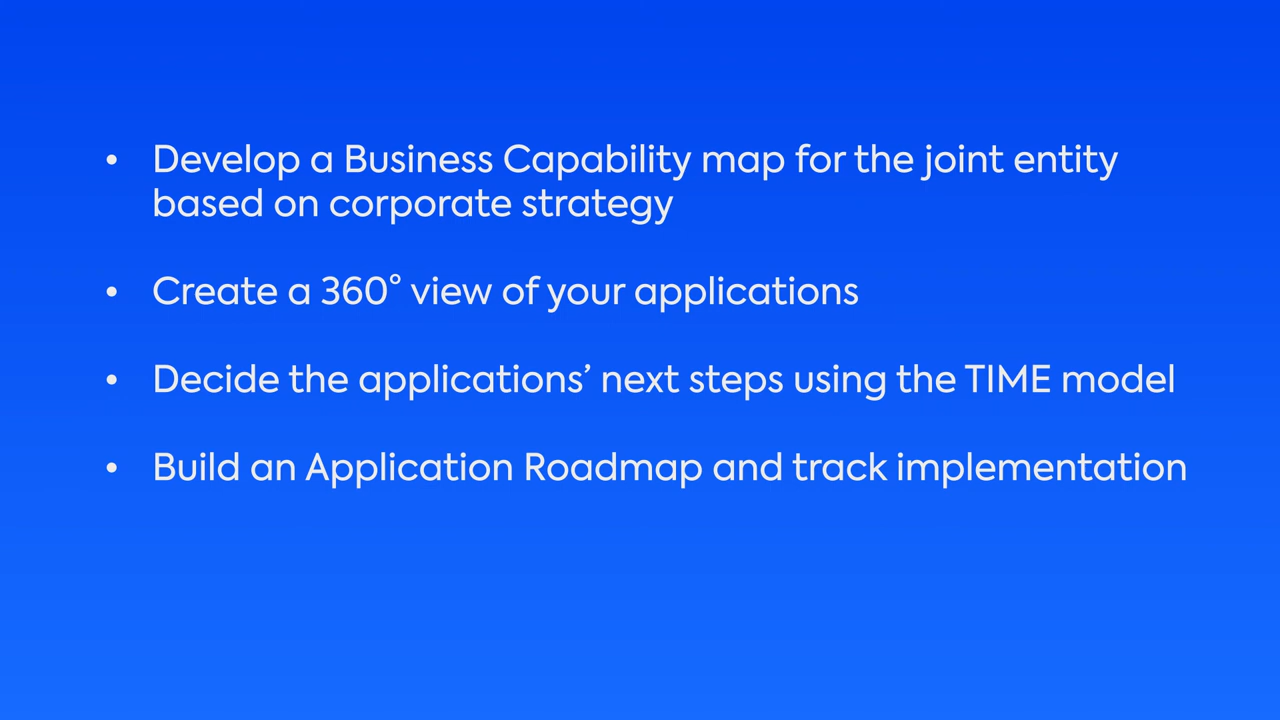 • Develop a Business Capability map for the joint entity
based on corporate strategy
• Create a 360° view of your applications
• Decide the applications’ next steps using the TIME model
• Build an Application Roadmap and track implementation